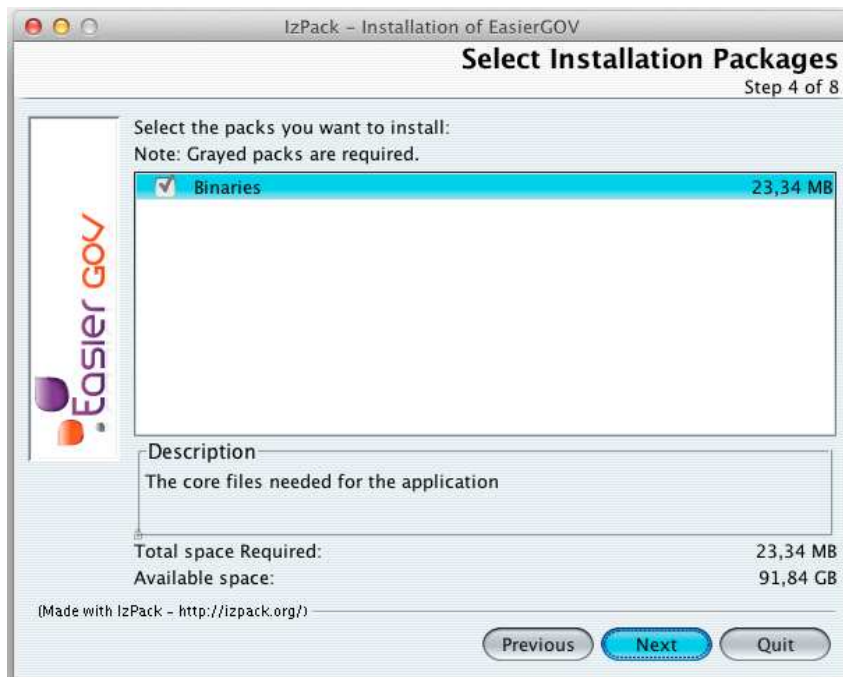 IzPack - Installation of EasierGOV
Select Installation Packages
Step 4 of 8
Select the packs you want to install:
Note: Grayed packs are required.
Binaries 23,34 MB
Easier GOV
Description
The core files needed for the application
Total space Required: 23,34 MB
Available space: 91,84 GB
(Made with IzPack - http://izpack.org/)
Previous Next Quit